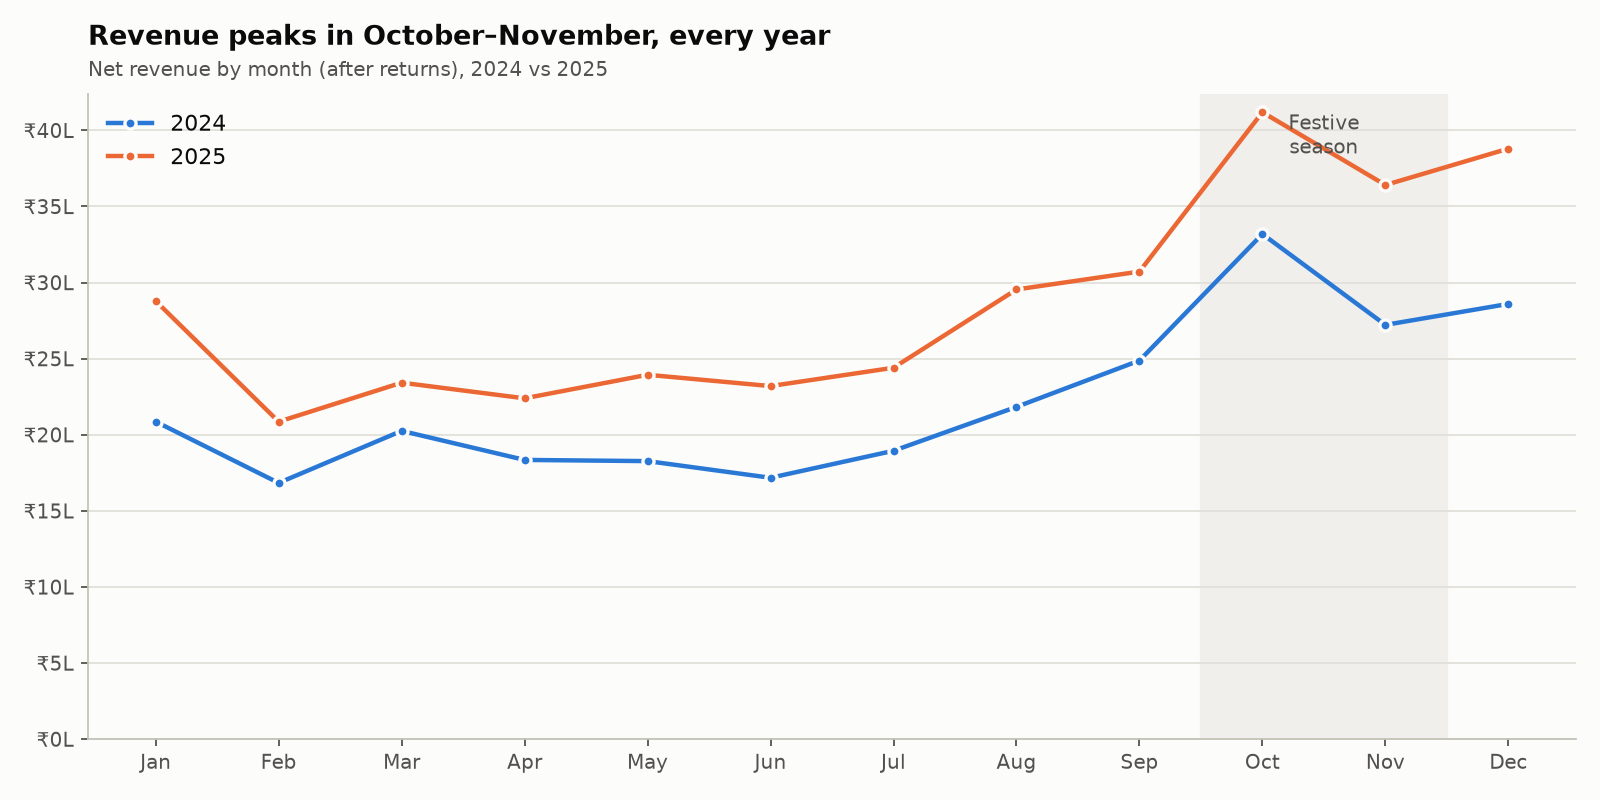 Revenue peaks in October–November, every year
Net revenue by month (after returns), 2024 vs 2025
2024
2025
Festive
season
₹40L
₹35L
₹30L
₹25L
₹20L
₹15L
₹10L
₹5L
₹0L
Jan Feb Mar Apr May Jun Jul Aug Sep Oct Nov Dec